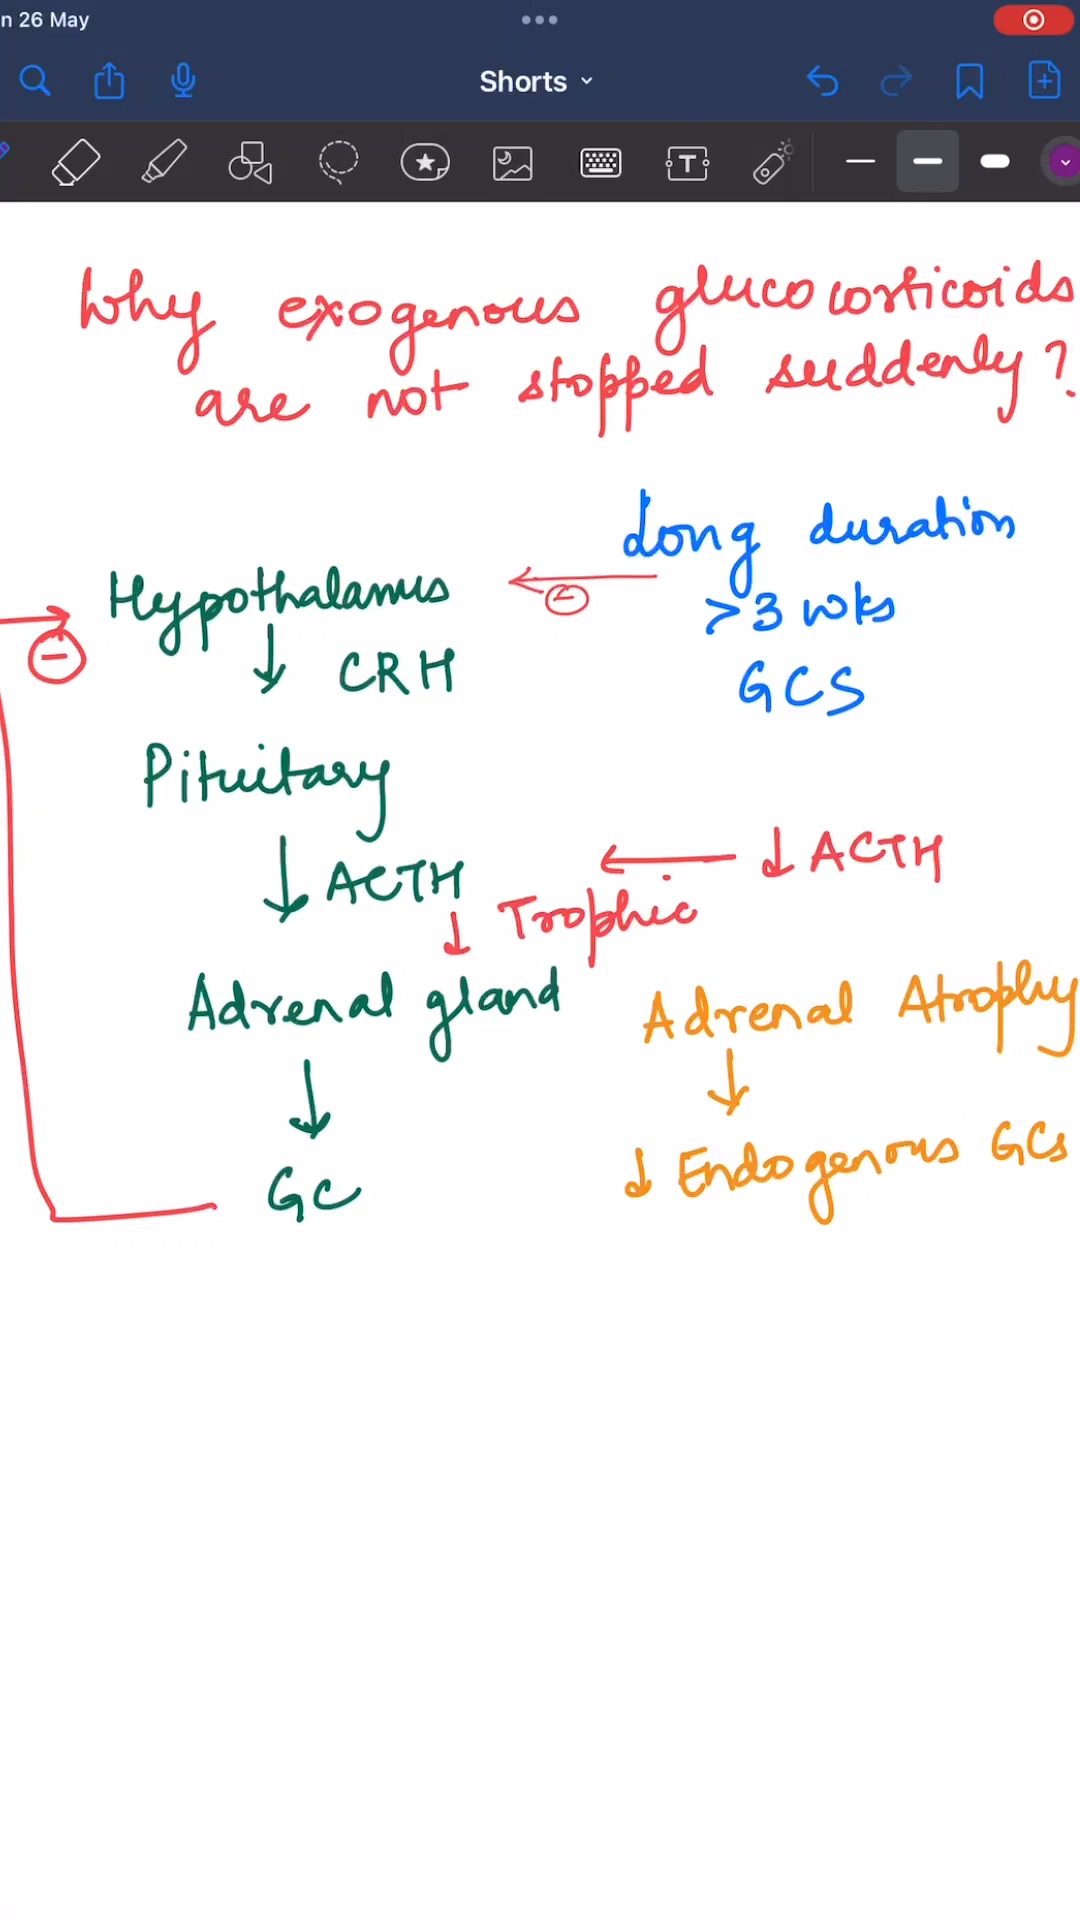 n 26 May
Shorts
T
Why exogenous glucocorticoids
are not stopped suddenly?
Long duration
>3 wks
GCS
Hypothalamus
↓ CRH
Pituitary
↓ ACTH
Adrenal gland
↓
GC
← ↓ ACTH
↓ Trophic
Adrenal Atrophy
↓
↓ Endogenous GCs